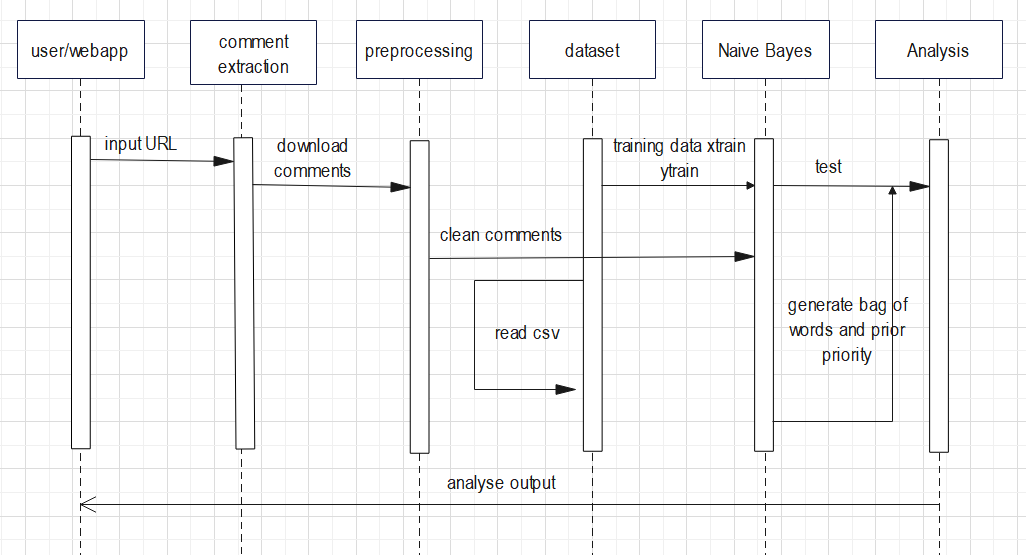 user/webapp
comment
extraction
preprocessing
dataset
Naive Bayes
Analysis
input URL
download
comments
training data xtrain
ytrain
test
clean comments
read csv
generate bag of
words and prior
priority
analyse output